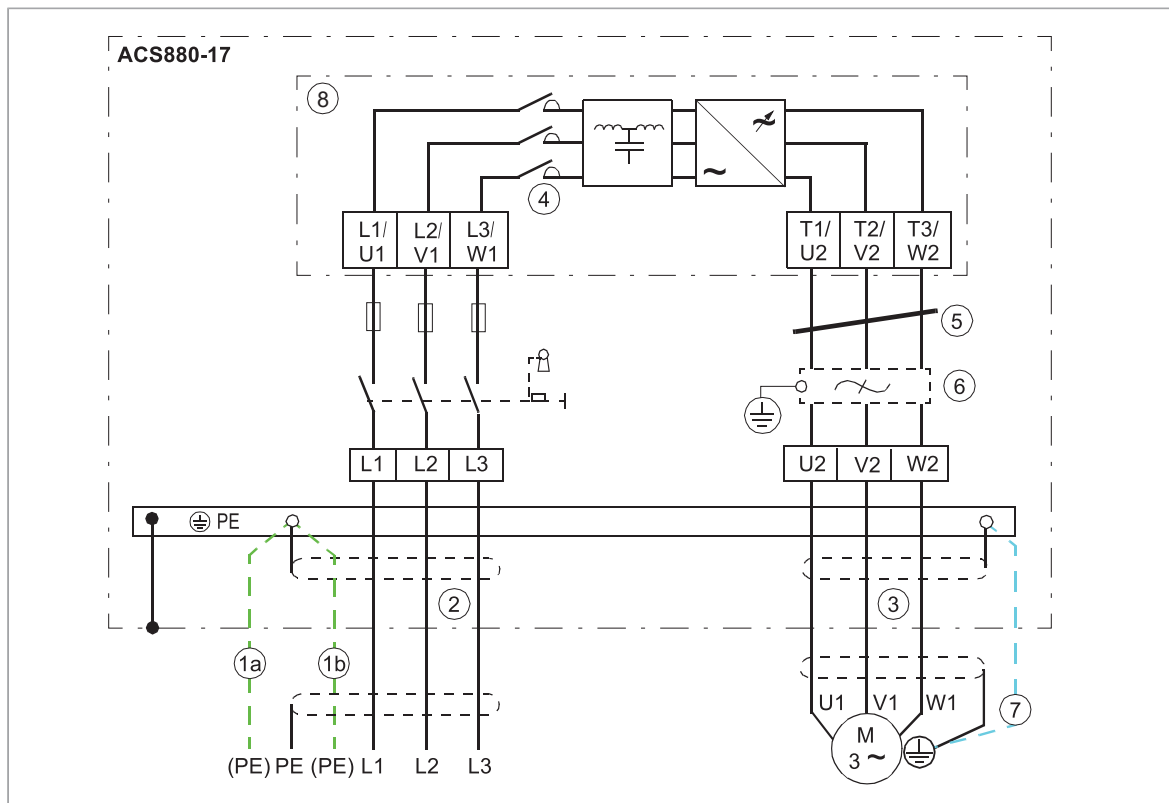 ACS880-17
8
4
L1/ L2/ L3/
U1 V1 W1
T1/ T2/ T3/
U2 V2 W2
5
6
L1 L2 L3
U2 V2 W2
PE
2
3
1a 1b
U1 V1 W1
7
M
3 ~
(PE) PE (PE) L1 L2 L3